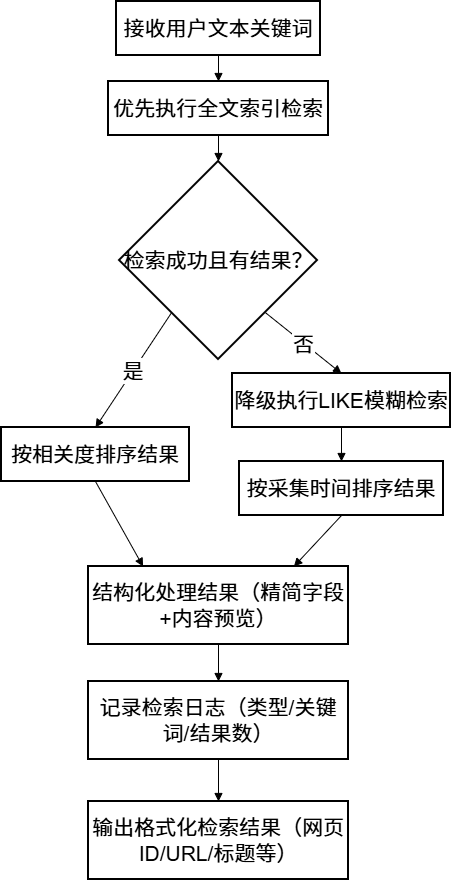 接收用户文本关键词
优先执行全文索引检索
检索成功且有结果？
是
否
降级执行LIKE模糊检索
按相关度排序结果
按采集时间排序结果
结构化处理结果（精简字段
+内容预览）
记录检索日志（类型/关键
词/结果数）
输出格式化检索结果（网页
ID/URL/标题等）